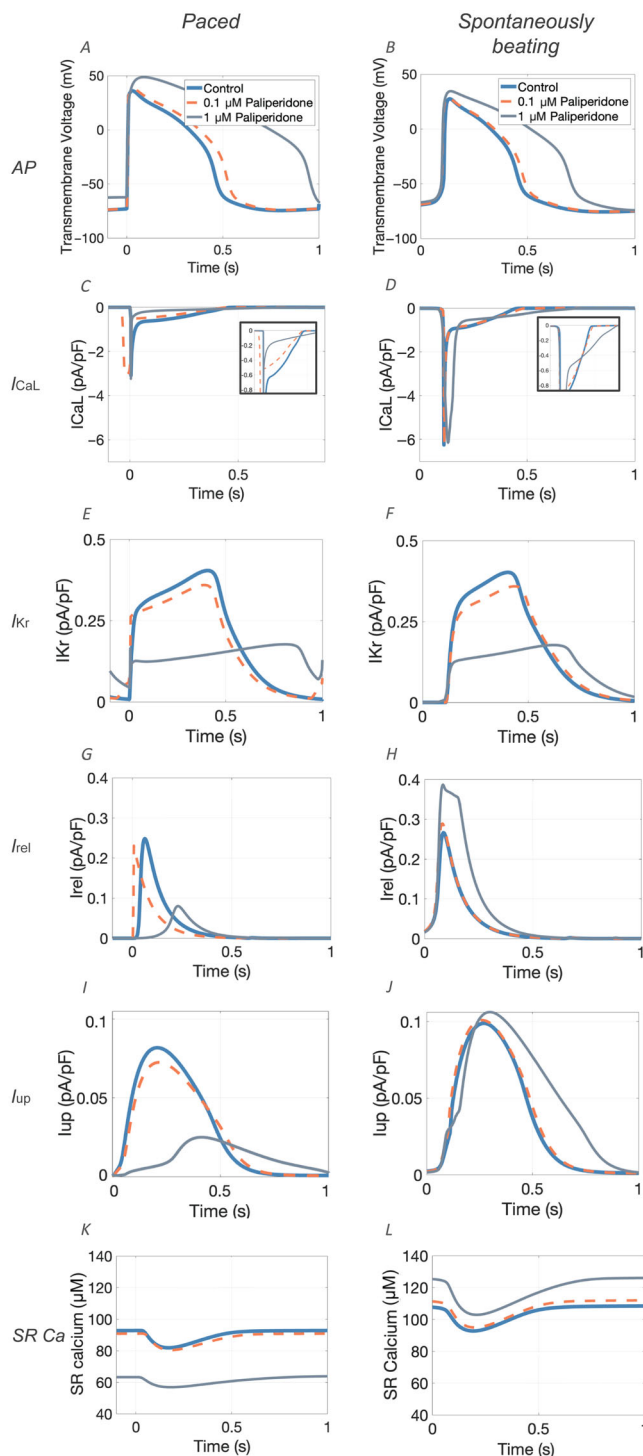 Paced
Spontaneously
beating
A
B
AP
Transmembrane Voltage (mV)
50
0
−50
−100
Control
0.1 μM Paliperidone
1 μM Paliperidone
0
0.5
1
Time (s)
Transmembrane Voltage (mV)
50
0
−50
−100
Control
0.1 μM Paliperidone
1 μM Paliperidone
0
0.5
1
Time (s)
C
D
ICaL
ICaL (pA/pF)
0
−2
−4
−6
0
-0.2
-0.4
-0.6
-0.8
0
0.5
Time (s)
ICaL (pA/pF)
0
−2
−4
−6
0
-0.2
-0.4
-0.6
-0.8
0
0.5
1
Time (s)
E
F
IKr
IKr (pA/pF)
0.5
0.25
0
0
0.5
1
Time (s)
IKr (pA/pF)
0.5
0.25
0
0
0.5
1
Time (s)
G
H
Irel
Irel (pA/pF)
0.4
0.3
0.2
0.1
0
0
0.5
1
Time (s)
Irel (pA/pF)
0.4
0.3
0.2
0.1
0
0
0.5
1
Time (s)
I
J
Iup
Iup (pA/pF)
0.1
0.05
0
0
0.5
1
Time (s)
Iup (pA/pF)
0.1
0.05
0
0
0.5
1
Time (s)
K
L
SR Ca
SR calcium (μM)
140
120
100
80
60
40
0
0.5
1
Time (s)
SR Calcium (μM)
140
120
100
80
60
40
0
0.5
1
Time (s)